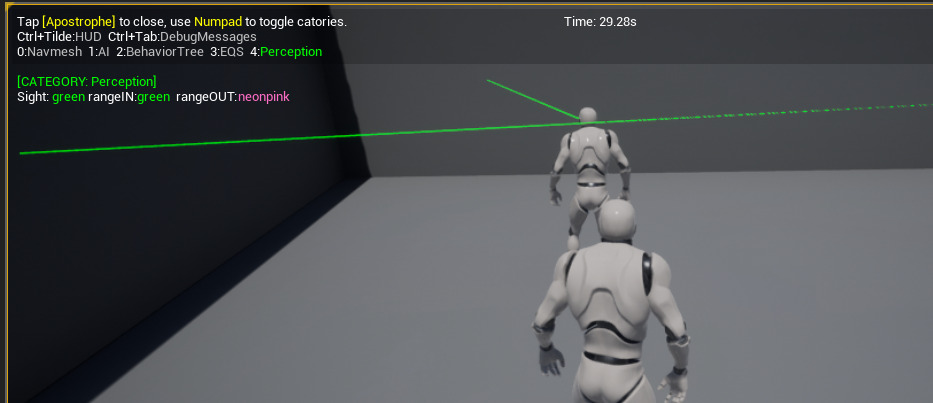 Tap [Apostrophe] to close, use Numpad to toggle catories.
Time: 29.28s
Ctrl+Tilde:HUD Ctrl+Tab:DebugMessages
0:Navmesh 1:AI 2:BehaviorTree 3:EQS 4:Perception
[CATEGORY: Perception]
Sight: green rangeIN:green rangeOUT:neonpink